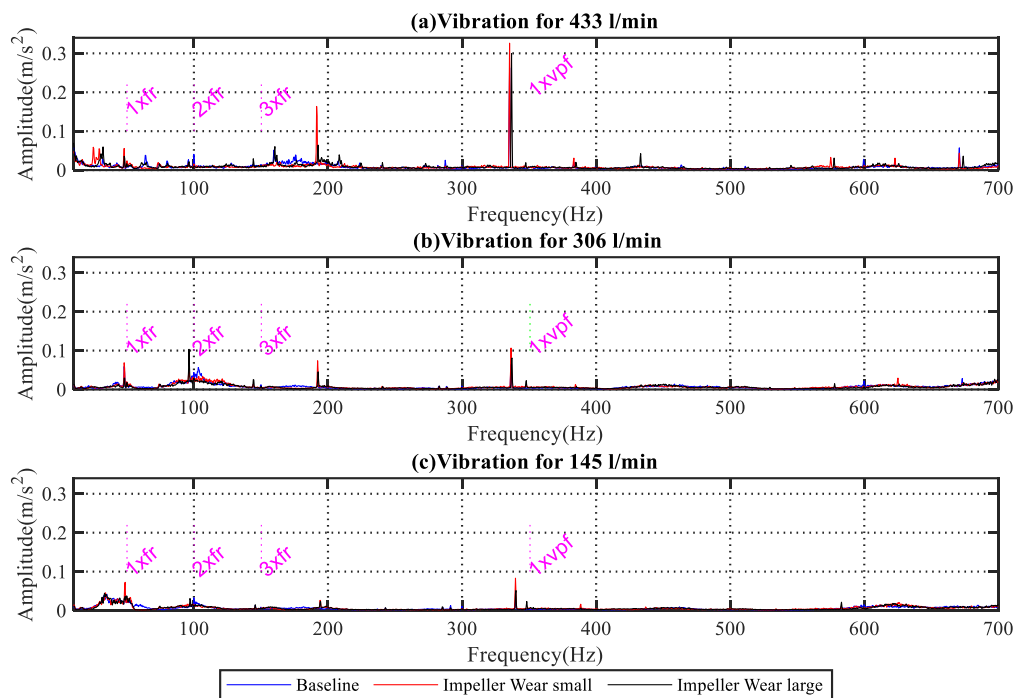 (a)Vibration for 433 l/min
Amplitude(m/s²)
0.3
0.2
0.1
0
1xfr
2xfr
3xfr
1xvpf
100 200 300 400 500 600 700
Frequency(Hz)
(b)Vibration for 306 l/min
Amplitude(m/s²)
0.3
0.2
0.1
0
1xfr
2xfr
3xfr
1xvpf
100 200 300 400 500 600 700
Frequency(Hz)
(c)Vibration for 145 l/min
Amplitude(m/s²)
0.3
0.2
0.1
0
1xfr
2xfr
3xfr
1xvpf
100 200 300 400 500 600 700
Frequency(Hz)
Baseline Impeller Wear small Impeller Wear large